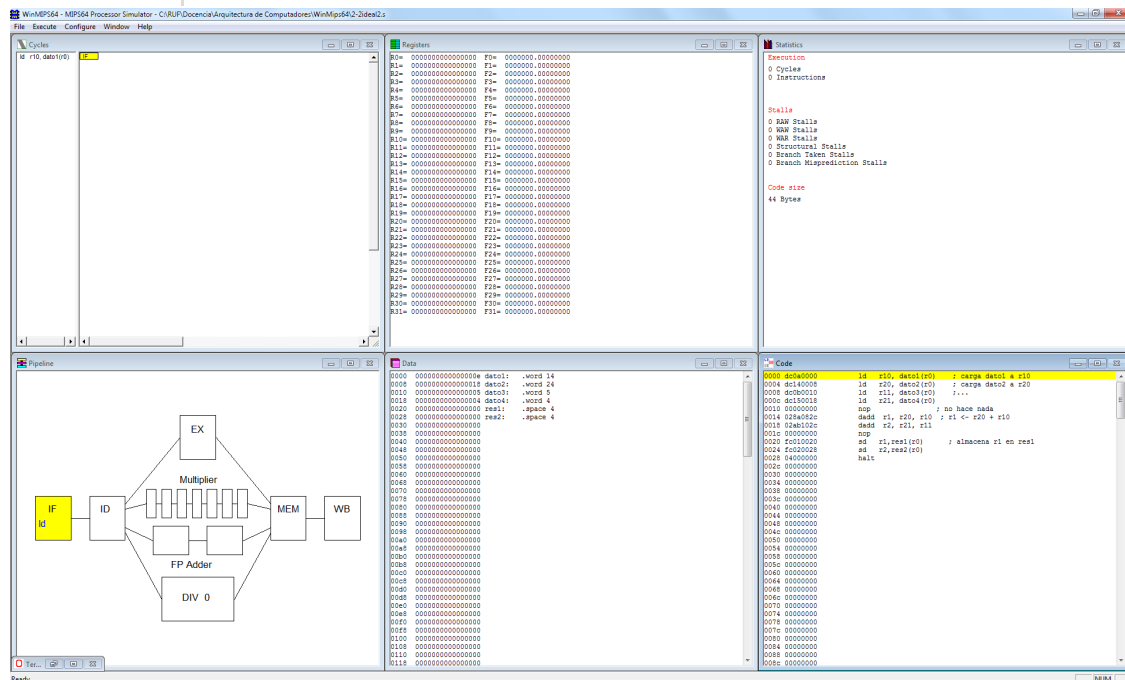 WinMIPS64 - MIPS64 Processor Simulator - C:\RUF\Docencia\Arquitectura de Computadores\WinMips64\2-2ideal2.s
File Execute Configure Window Help
Cycles
ld r10, dato1(r0) IF
Registers
R0= 0000000000000000 F0= 0000000.00000000
R1= 0000000000000000 F1= 0000000.00000000
R2= 0000000000000000 F2= 0000000.00000000
R3= 0000000000000000 F3= 0000000.00000000
R4= 0000000000000000 F4= 0000000.00000000
R5= 0000000000000000 F5= 0000000.00000000
R6= 0000000000000000 F6= 0000000.00000000
R7= 0000000000000000 F7= 0000000.00000000
R8= 0000000000000000 F8= 0000000.00000000
R9= 0000000000000000 F9= 0000000.00000000
R10= 0000000000000000 F10= 0000000.00000000
R11= 0000000000000000 F11= 0000000.00000000
R12= 0000000000000000 F12= 0000000.00000000
R13= 0000000000000000 F13= 0000000.00000000
R14= 0000000000000000 F14= 0000000.00000000
R15= 0000000000000000 F15= 0000000.00000000
R16= 0000000000000000 F16= 0000000.00000000
R17= 0000000000000000 F17= 0000000.00000000
R18= 0000000000000000 F18= 0000000.00000000
R19= 0000000000000000 F19= 0000000.00000000
R20= 0000000000000000 F20= 0000000.00000000
R21= 0000000000000000 F21= 0000000.00000000
R22= 0000000000000000 F22= 0000000.00000000
R23= 0000000000000000 F23= 0000000.00000000
R24= 0000000000000000 F24= 0000000.00000000
R25= 0000000000000000 F25= 0000000.00000000
R26= 0000000000000000 F26= 0000000.00000000
R27= 0000000000000000 F27= 0000000.00000000
R28= 0000000000000000 F28= 0000000.00000000
R29= 0000000000000000 F29= 0000000.00000000
R30= 0000000000000000 F30= 0000000.00000000
R31= 0000000000000000 F31= 0000000.00000000
Statistics
Execution
0 Cycles
0 Instructions
Stalls
0 RAW Stalls
0 WAW Stalls
0 WAR Stalls
0 Structural Stalls
0 Branch Taken Stalls
0 Branch Misprediction Stalls
Code size
44 Bytes
Pipeline
EX
Multiplier
IF
ld
ID
MEM
WB
FP Adder
DIV 0
Data
0000 000000000000000e dato1: .word 14
0008 0000000000000018 dato2: .word 24
0010 0000000000000005 dato3: .word 5
0018 0000000000000004 dato4: .word 4
0020 0000000000000000 res1: .space 4
0028 0000000000000000 res2: .space 4
0030 0000000000000000
0038 0000000000000000
0040 0000000000000000
0048 0000000000000000
0050 0000000000000000
0058 0000000000000000
0060 0000000000000000
0068 0000000000000000
0070 0000000000000000
0078 0000000000000000
0080 0000000000000000
0088 0000000000000000
0090 0000000000000000
0098 0000000000000000
00a0 0000000000000000
00a8 0000000000000000
00b0 0000000000000000
00b8 0000000000000000
00c0 0000000000000000
00c8 0000000000000000
00d0 0000000000000000
00d8 0000000000000000
00e0 0000000000000000
00e8 0000000000000000
00f0 0000000000000000
00f8 0000000000000000
0100 0000000000000000
0108 0000000000000000
0110 0000000000000000
0118 0000000000000000
Code
0000 dc0a0000 ld r10, dato1(r0) ; carga dato1 a r10
0004 dc140008 ld r20, dato2(r0) ; carga dato2 a r20
0008 dc0b0010 ld r11, dato3(r0) ;...
000c dc150018 ld r21, dato4(r0)
0010 00000000 nop ; no hace nada
0014 028a082c dadd r1, r20, r10 ; r1 <- r20 + r10
0018 02ab102c dadd r2, r21, r11
001c 00000000 nop
0020 fc010020 sd r1,res1(r0) ; almacena r1 en res1
0024 fc020028 sd r2,res2(r0)
0028 04000000 halt
002c 00000000
0030 00000000
0034 00000000
0038 00000000
003c 00000000
0040 00000000
0044 00000000
0048 00000000
004c 00000000
0050 00000000
0054 00000000
0058 00000000
005c 00000000
0060 00000000
0064 00000000
0068 00000000
006c 00000000
0070 00000000
0074 00000000
0078 00000000
007c 00000000
0080 00000000
0084 00000000
0088 00000000
008c 00000000
Ter...
Ready
NUM